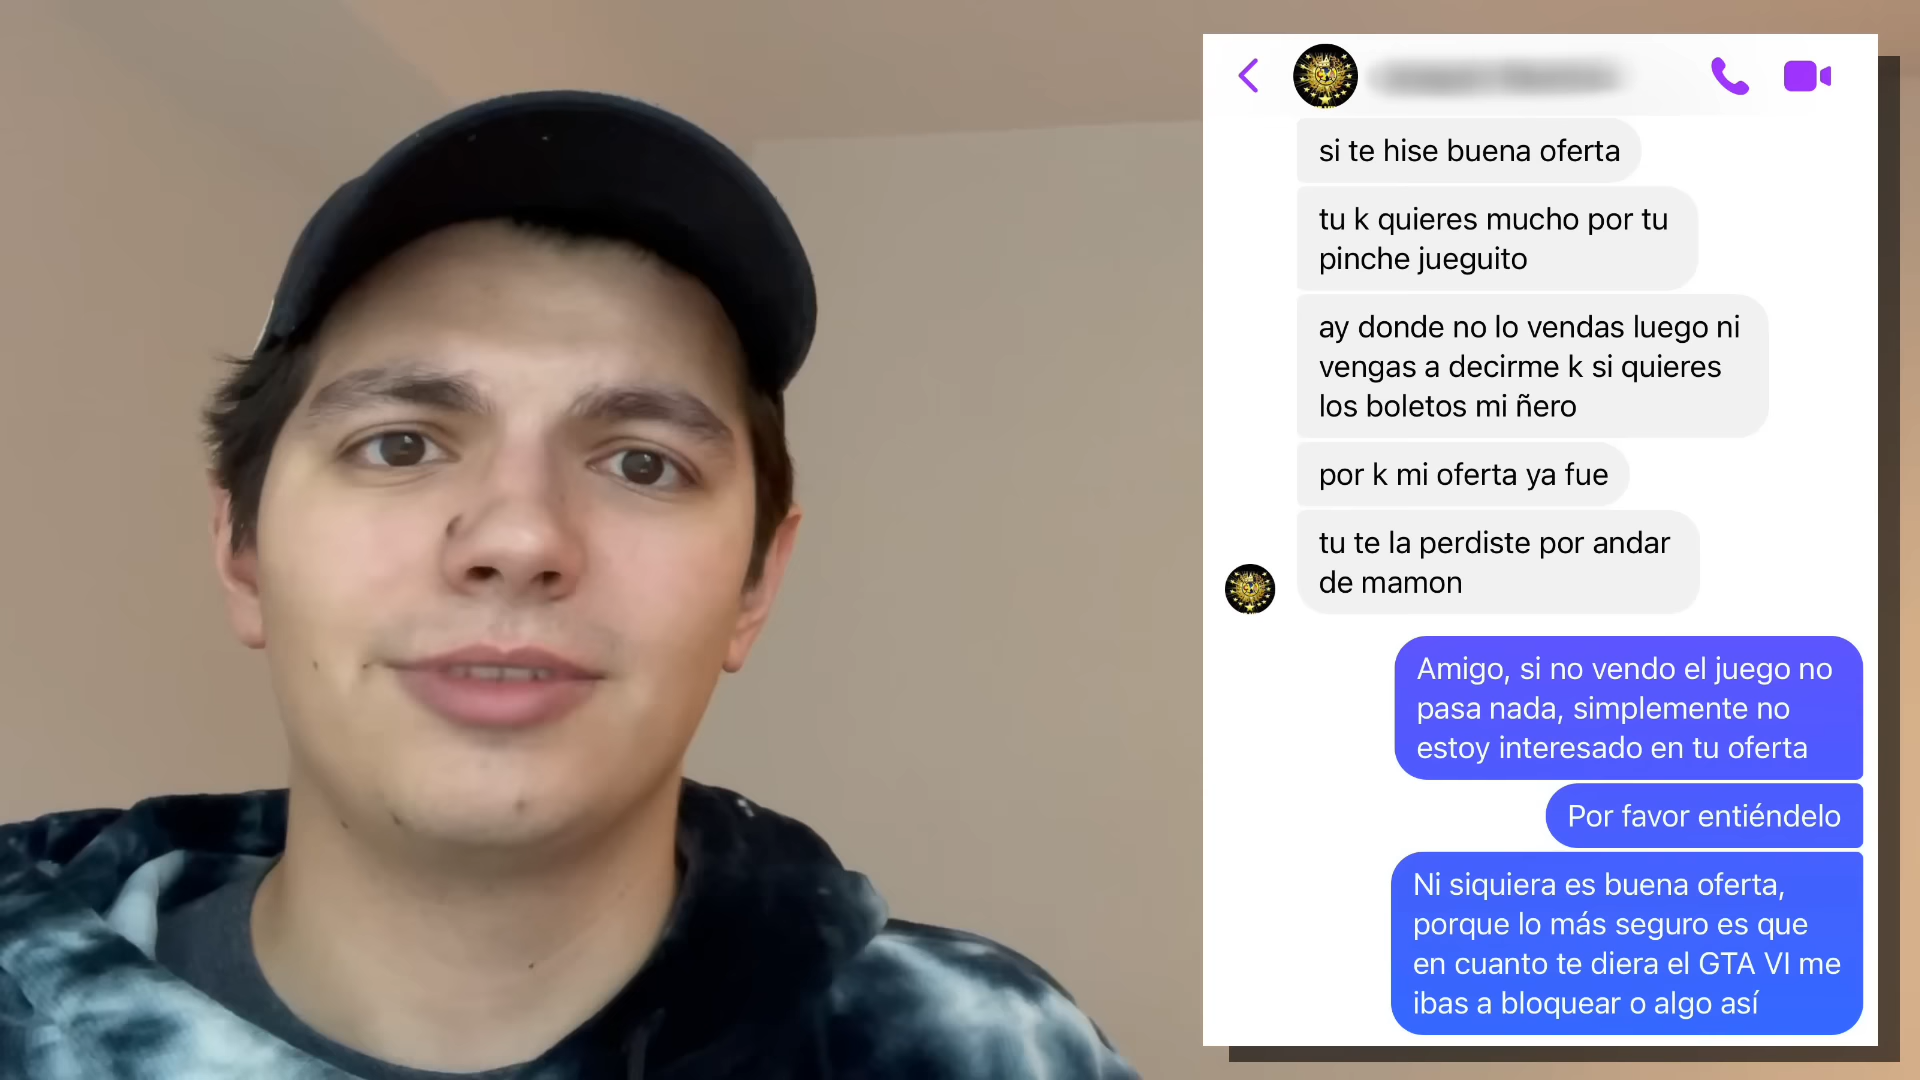 si te hise buena oferta
tu k quieres mucho por tu
pinche jueguito
ay donde no lo vendas luego ni
vengas a decirme k si quieres
los boletos mi ñero
por k mi oferta ya fue
tu te la perdiste por andar
de mamon
Amigo, si no vendo el juego no
pasa nada, simplemente no
estoy interesado en tu oferta
Por favor entiéndelo
Ni siquiera es buena oferta,
porque lo más seguro es que
en cuanto te diera el GTA VI me
ibas a bloquear o algo así